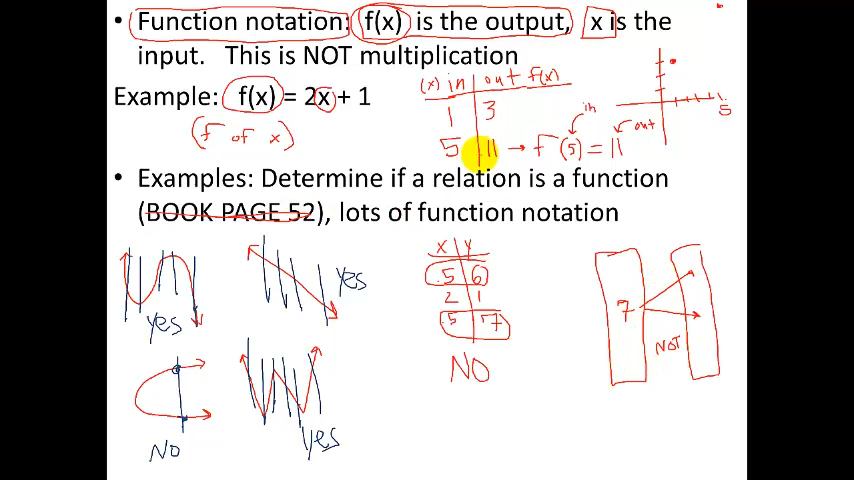 • Function notation: f(x) is the output, x is the
input. This is NOT multiplication
Example: f(x) = 2x + 1
(f of x)
(x) in | out f(x)
1 | 3
5 | 11 → f(5) = 11
in
out
5
• Examples: Determine if a relation is a function
(BOOK PAGE 52), lots of function notation
yes
yes
NO
yes
x | y
.5 | 6
2 | 1
.5 | 7
NO
7
NOT